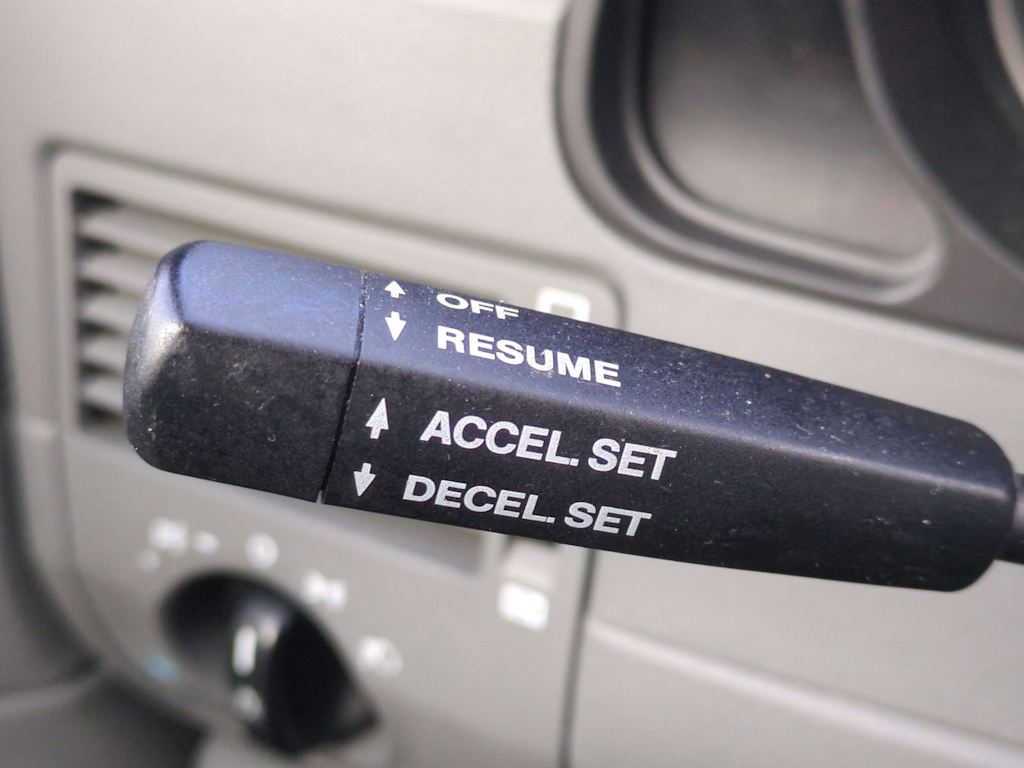 OFF
RESUME
ACCEL. SET
DECEL. SET